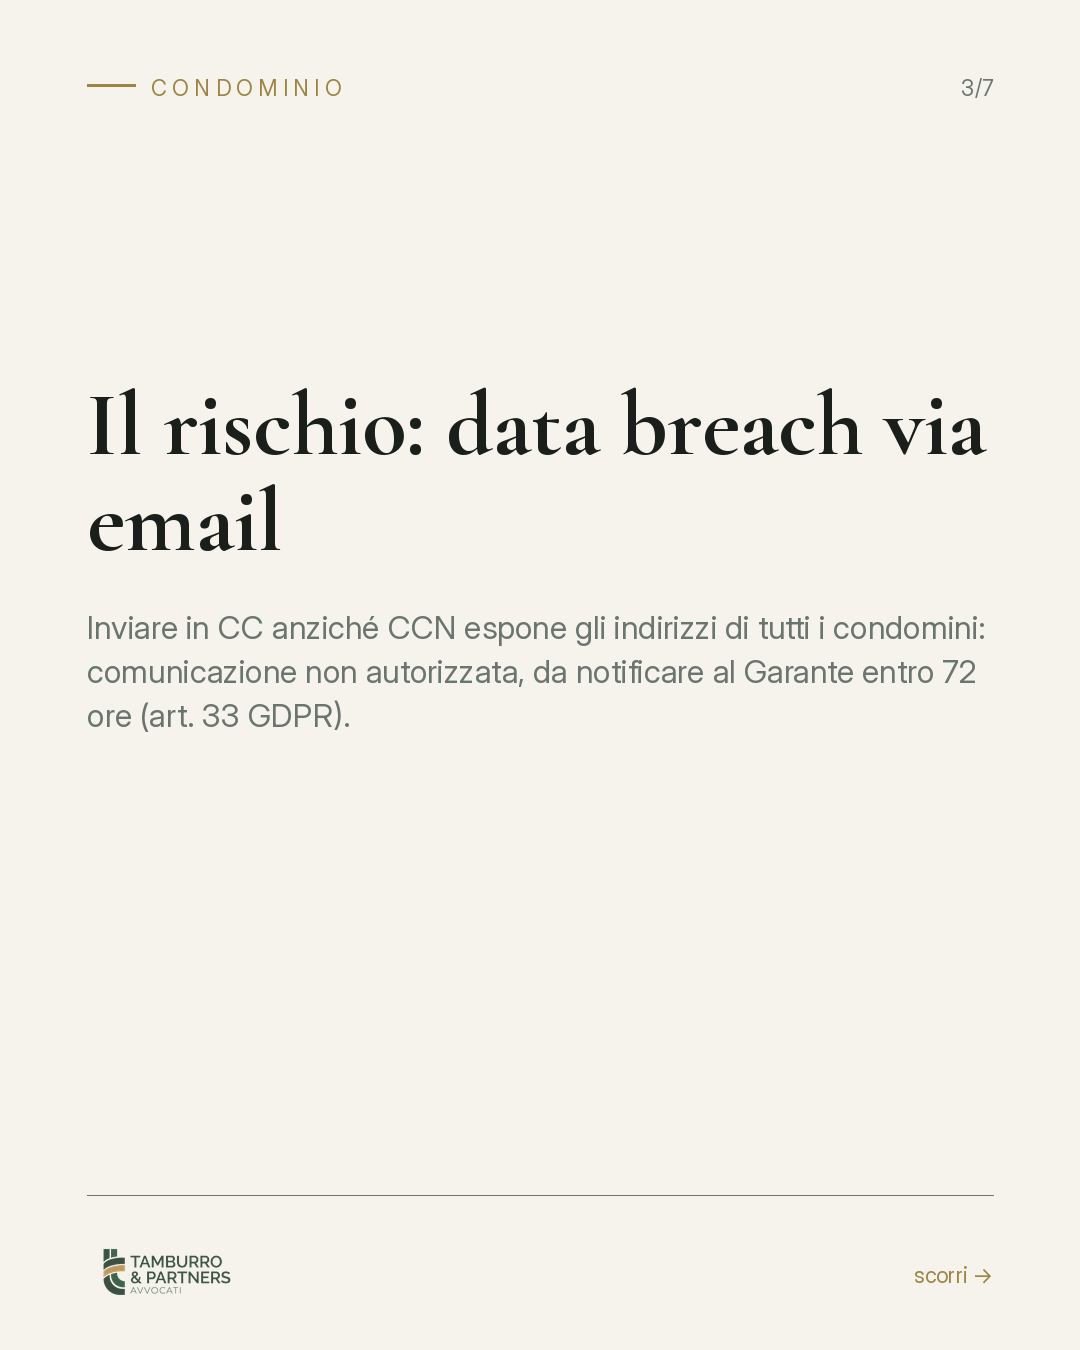 CONDOMINIO
3/7
Il rischio: data breach via
email
Inviare in CC anziché CCN espone gli indirizzi di tutti i condomini:
comunicazione non autorizzata, da notificare al Garante entro 72
ore (art. 33 GDPR).
TAMBURRO
& PARTNERS
AVVOCATI
scorri →